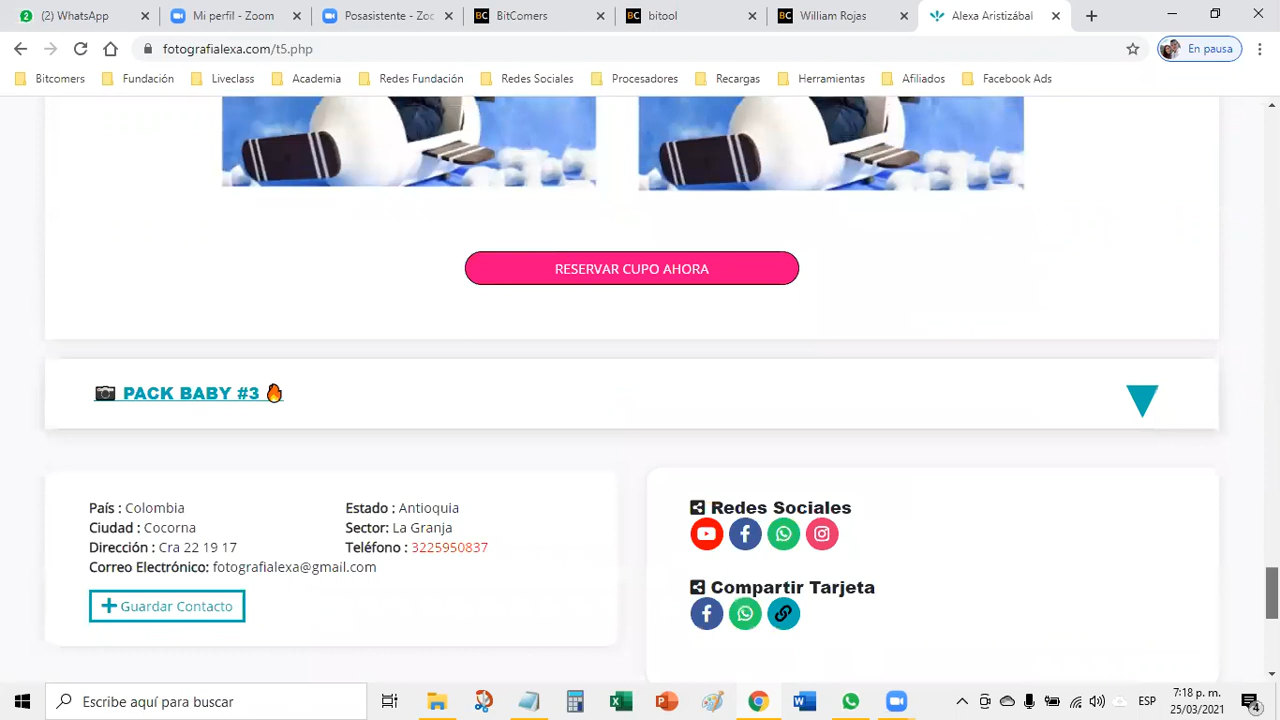 WhatsApp
Mi perfil - Zoom
Posasistente - Zo
BitComers
bitool
William Rojas
Alexa Aristizábal
fotografialexa.com/t5.php
En pausa
Bitcomers
Fundación
Liveclass
Academia
Redes Fundación
Redes Sociales
Procesadores
Recargas
Herramientas
Afiliados
Facebook Ads
RESERVAR CUPO AHORA
PACK BABY #3
País : Colombia
Estado : Antioquia
Ciudad : Cocorna
Sector: La Granja
Dirección : Cra 22 19 17
Teléfono : 3225950837
Correo Electrónico: fotografialexa@gmail.com
Guardar Contacto
Redes Sociales
Compartir Tarjeta
Escribe aquí para buscar
ESP
7:18 p. m.
25/03/2021
4